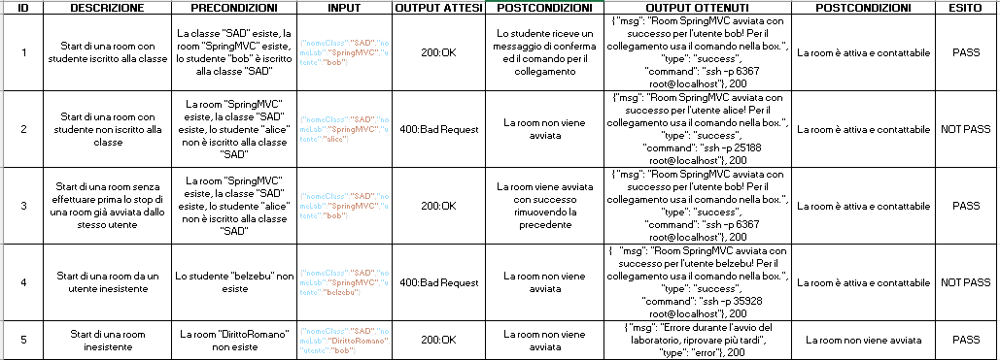 ID DESCRIZIONE PRECONDIZIONI INPUT OUTPUT ATTESI POSTCONDIZIONI OUTPUT OTTENUTI POSTCONDIZIONI ESITO
1
Start di una room con
studente iscritto alla classe
La classe "SAD" esiste, la
room "SpringMVC" esiste,
lo studente "bob" è iscritto
alla classe "SAD"
{"nomeClass":"SAD","no
meLab":"SpringMVC","u
tente":"bob"}
200:OK
Lo studente riceve un
messaggio di conferma
ed il comando per il
collegamento
{"msg": "Room SpringMVC avviata con
successo per l'utente bob! Per il
collegamento usa il comando nella box.",
"type": "success",
"command": "ssh -p 6367
root@localhost"}, 200
La room è attiva e contattabile
PASS
2
Start di una room con
studente non iscritto alla
classe
La room "SpringMVC"
esiste, la classe "SAD"
esiste, lo studente "alice"
non è iscritto alla classe
"SAD"
{"nomeClass":"SAD","no
meLab":"SpringMVC","u
tente":"alice"}
400:Bad Request
La room non viene
avviata
{"msg": "Room SpringMVC avviata con
successo per l'utente alice! Per il
collegamento usa il comando nella box.",
"type": "success",
"command": "ssh -p 25188
root@localhost"}, 200
La room è attiva e contattabile
NOT PASS
3
Start di una room senza
effettuare prima lo stop di
una room già avviata dallo
stesso utente
La room "SpringMVC"
esiste, la classe "SAD"
esiste, lo studente "alice"
non è iscritto alla classe
"SAD"
{"nomeClass":"SAD","no
meLab":"SpringMVC","u
tente":"bob"}
200:OK
La room viene avviata
con successo
rimuovendo la
precedente
{"msg": "Room SpringMVC avviata con
successo per l'utente bob! Per il
collegamento usa il comando nella box.",
"type": "success",
"command": "ssh -p 6367
root@localhost"}, 200
La room è attiva e contattabile
PASS
4
Start di una room da un
utente inesistente
Lo studente "belzebu" non
esiste
{"nomeClass":"SAD","no
meLab":"SpringMVC","u
tente":"belzebu"}
400:Bad Request
La room non viene
avviata
{ "msg": "Room SpringMVC avviata con
successo per l'utente belzebu! Per il
collegamento usa il comando nella box.",
"type": "success",
"command": "ssh -p 35928
root@localhost"}, 200
La room è attiva e contattabile
NOT PASS
5
Start di una room
inesistente
La room "DirittoRomano"
non esiste
{"nomeClass":"SAD","no
meLab":"DirittoRomano",
"utente":"bob"}
200:OK
La room non viene
avviata
{"msg": "Errore durante l'avvio del
laboratorio, riprovare più tardi",
"type": "error"}, 200
La room non viene avviata
PASS